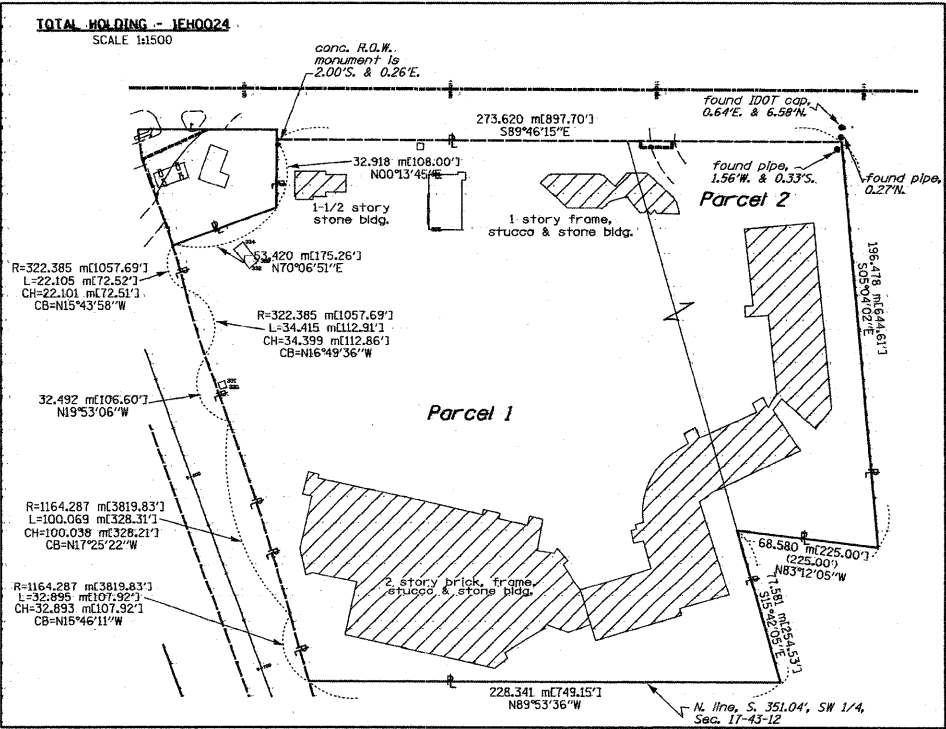 TOTAL HOLDING - 1EH0024
SCALE 1:1500
conc. R.O.W.
monument is
2.00'S. & 0.26'E.
found IDOT cap,
0.64'E. & 6.58'N.
273.620 m[897.70']
S89°46'15"E
found pipe,
1.56'W. & 0.33'S.
found pipe,
0.27'N.
32.918 m[108.00']
N00°13'45"E
1-1/2 story
stone bldg.
1 story frame,
stucco & stone bldg.
Parcel 2
53.420 m[175.26']
N70°06'51"E
R=322.385 m[1057.69']
L=22.105 m[72.52']
CH=22.101 m[72.51']
CB=N15°43'58"W
196.478 m[644.61']
S05°04'02"E
R=322.385 m[1057.69']
L=34.415 m[112.91']
CH=34.399 m[112.86']
CB=N16°49'36"W
32.492 m[106.60']
N19°53'06"W
Parcel 1
R=1164.287 m[3819.83']
L=100.069 m[328.31']
CH=100.038 m[328.21']
CB=N17°25'22"W
68.580 m[225.00']
(225.00')
N83°12'05"W
2 story brick, frame,
stucco & stone bldg.
77.581 m[254.53']
S15°42'05"E
R=1164.287 m[3819.83']
L=32.895 m[107.92']
CH=32.893 m[107.92']
CB=N15°46'11"W
228.341 m[749.15']
N89°53'36"W
N. line, S. 351.04', SW 1/4,
Sec. 17-43-12